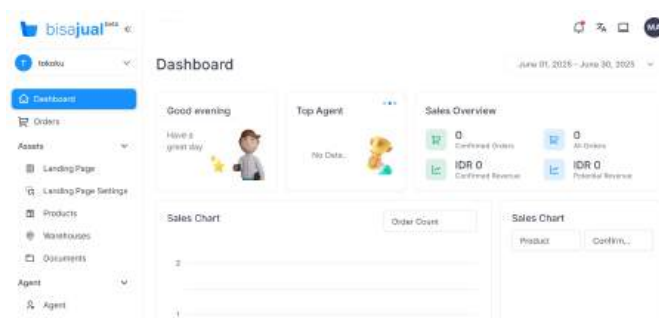 bisajual beta «
MA
T tokoku
Dashboard
June 01, 2025 - June 30, 2025
Dashboard
Orders
Assets
Landing Page
Landing Page Settings
Products
Warehouses
Documents
Agent
Agent
Good evening
Have a
great day
Top Agent
No Data.
Sales Overview
0
Confirmed Orders
0
All Orders
IDR 0
Confirmed Revenue
IDR 0
Potential Revenue
Sales Chart
Order Count
2
1
Sales Chart
Product
Confirm...